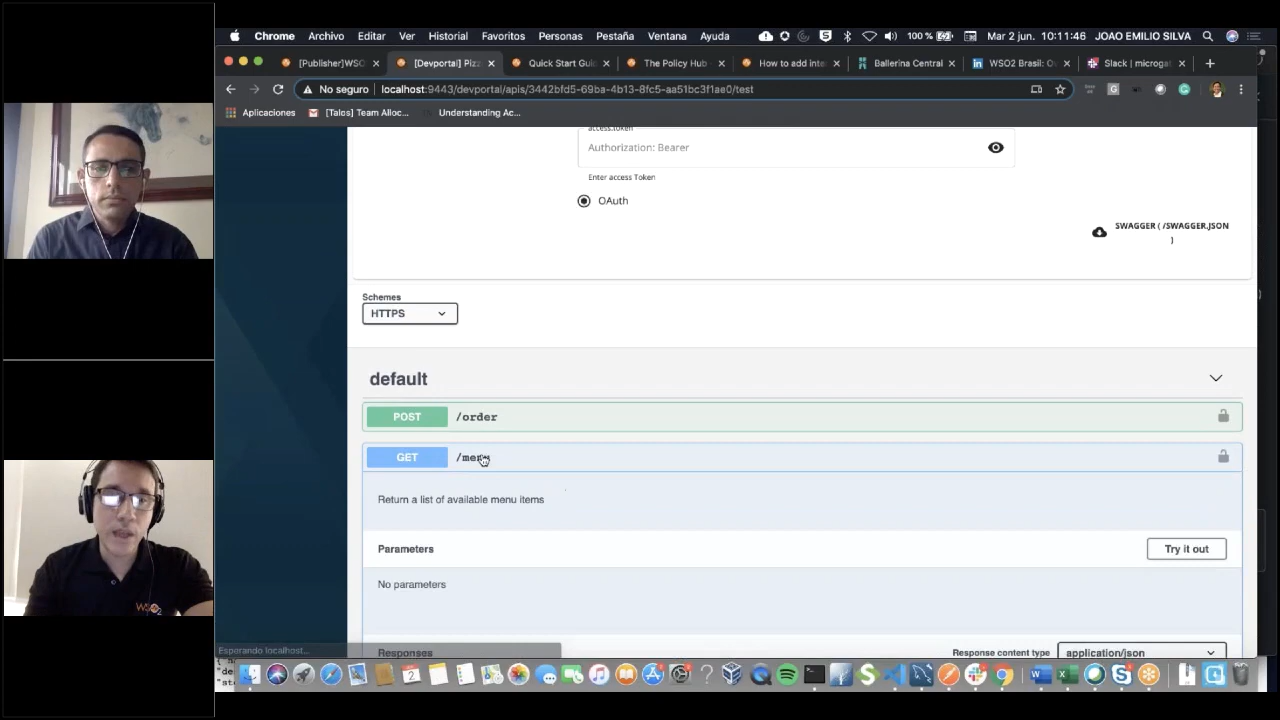 Chrome Archivo Editar Ver Historial Favoritos Personas Pestaña Ventana Ayuda 100 % Mar 2 jun. 10:11:46 JOAO EMILIO SILVA
[Publisher]WSO [Devportal] Pizz Quick Start Gui The Policy Hub - How to add inte Ballerina Central WSO2 Brasil: O Slack | microgat
No seguro localhost:9443/devportal/apis/3442bfd5-69ba-4b13-8fc5-aa51bc3f1ae0/test
Aplicaciones [Talos] Team Alloc... Understanding Ac...
access.token
Authorization: Bearer
Enter access Token
OAuth
SWAGGER ( /SWAGGER.JSON
)
Schemes
HTTPS
default
POST /order
GET /menu
Return a list of available menu items
Parameters
Try it out
No parameters
Esperando localhost...
Responses
Response content type
application/json